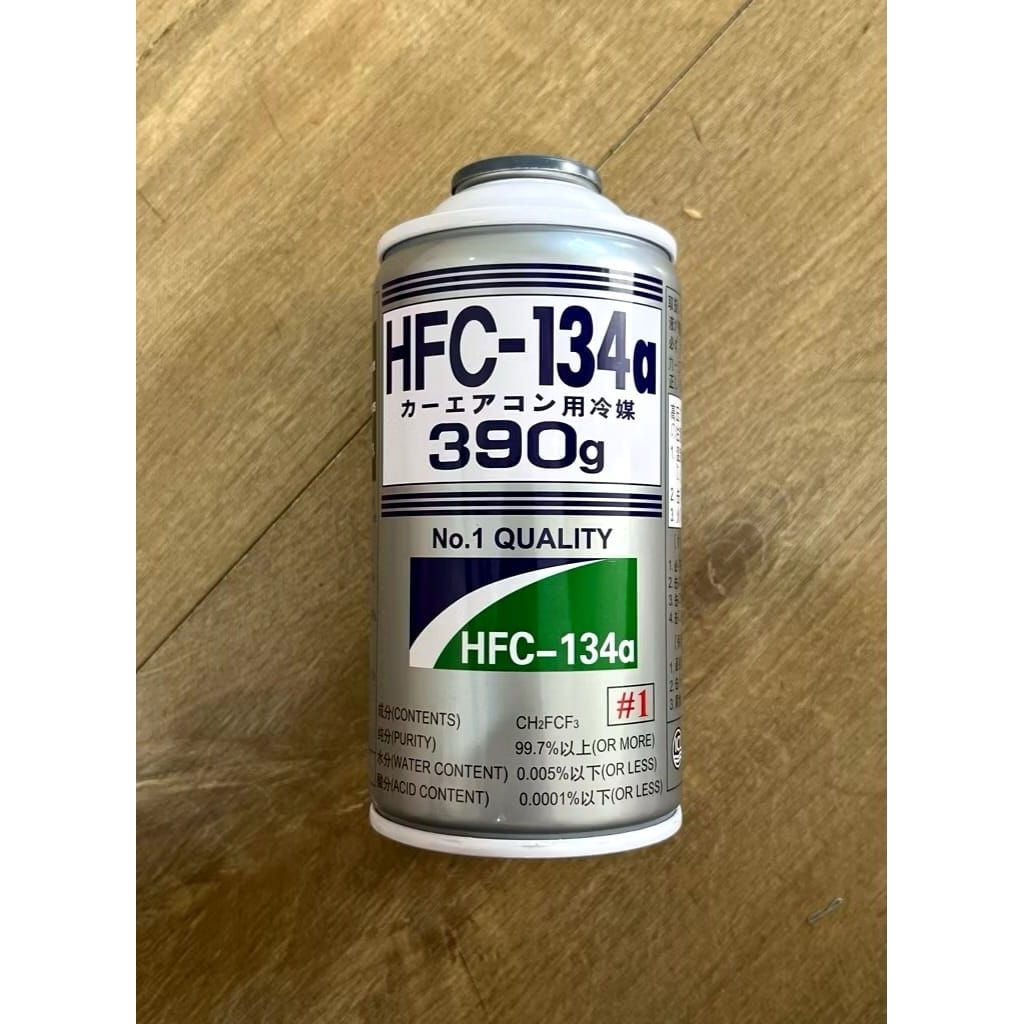 HFC-134a
カーエアコン用冷媒
390g
No.1 QUALITY
HFC-134a
#1
成分(CONTENTS) CH₂FCF₃
純分(PURITY) 99.7%以上(OR MORE)
水分(WATER CONTENT) 0.005%以下(OR LESS)
酸分(ACID CONTENT) 0.0001%以下(OR LESS)